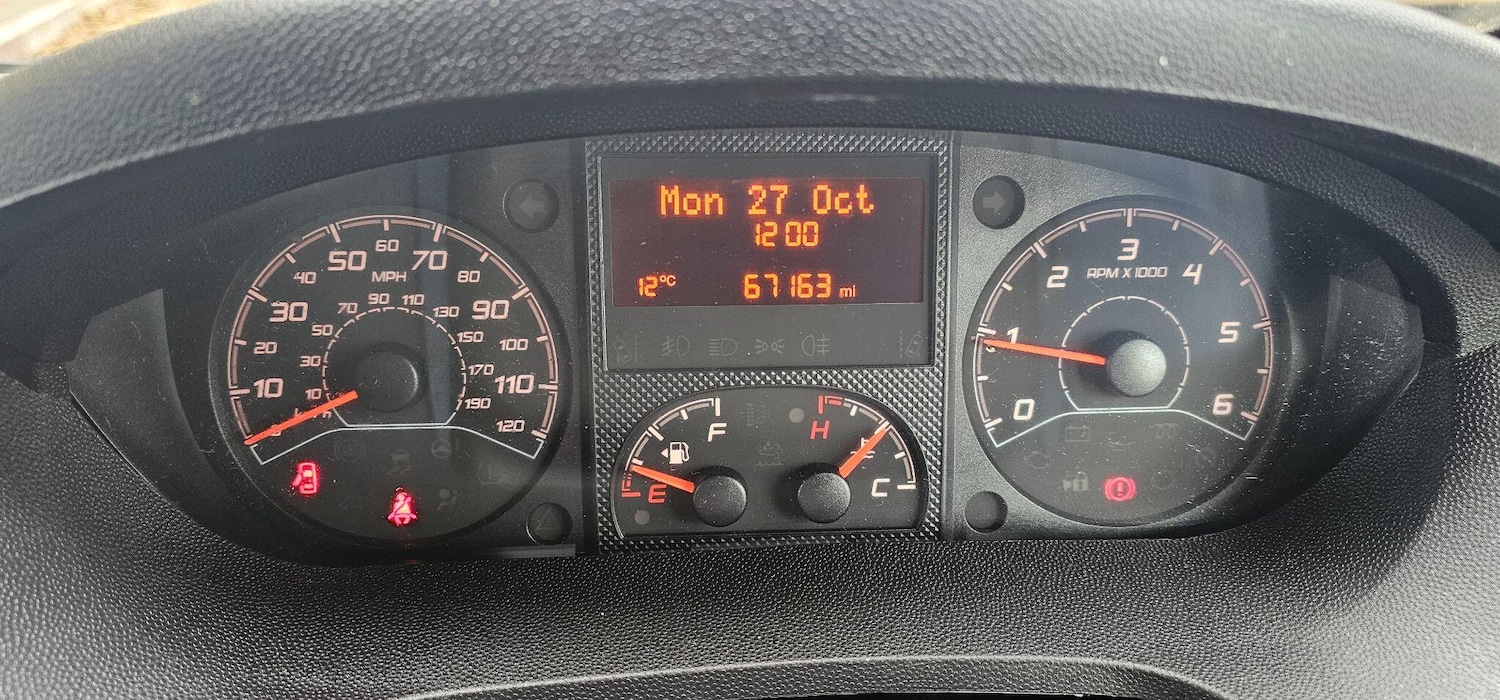 Mon 27 Oct
12:00
12°C 67163 mi
10 20 30 40 50 60 70 80 90 100 110 120
MPH
10 30 50 70 90 110 130 150 170 190
km/h
0 1 2 3 4 5 6
RPM X 1000
F
E
H
C